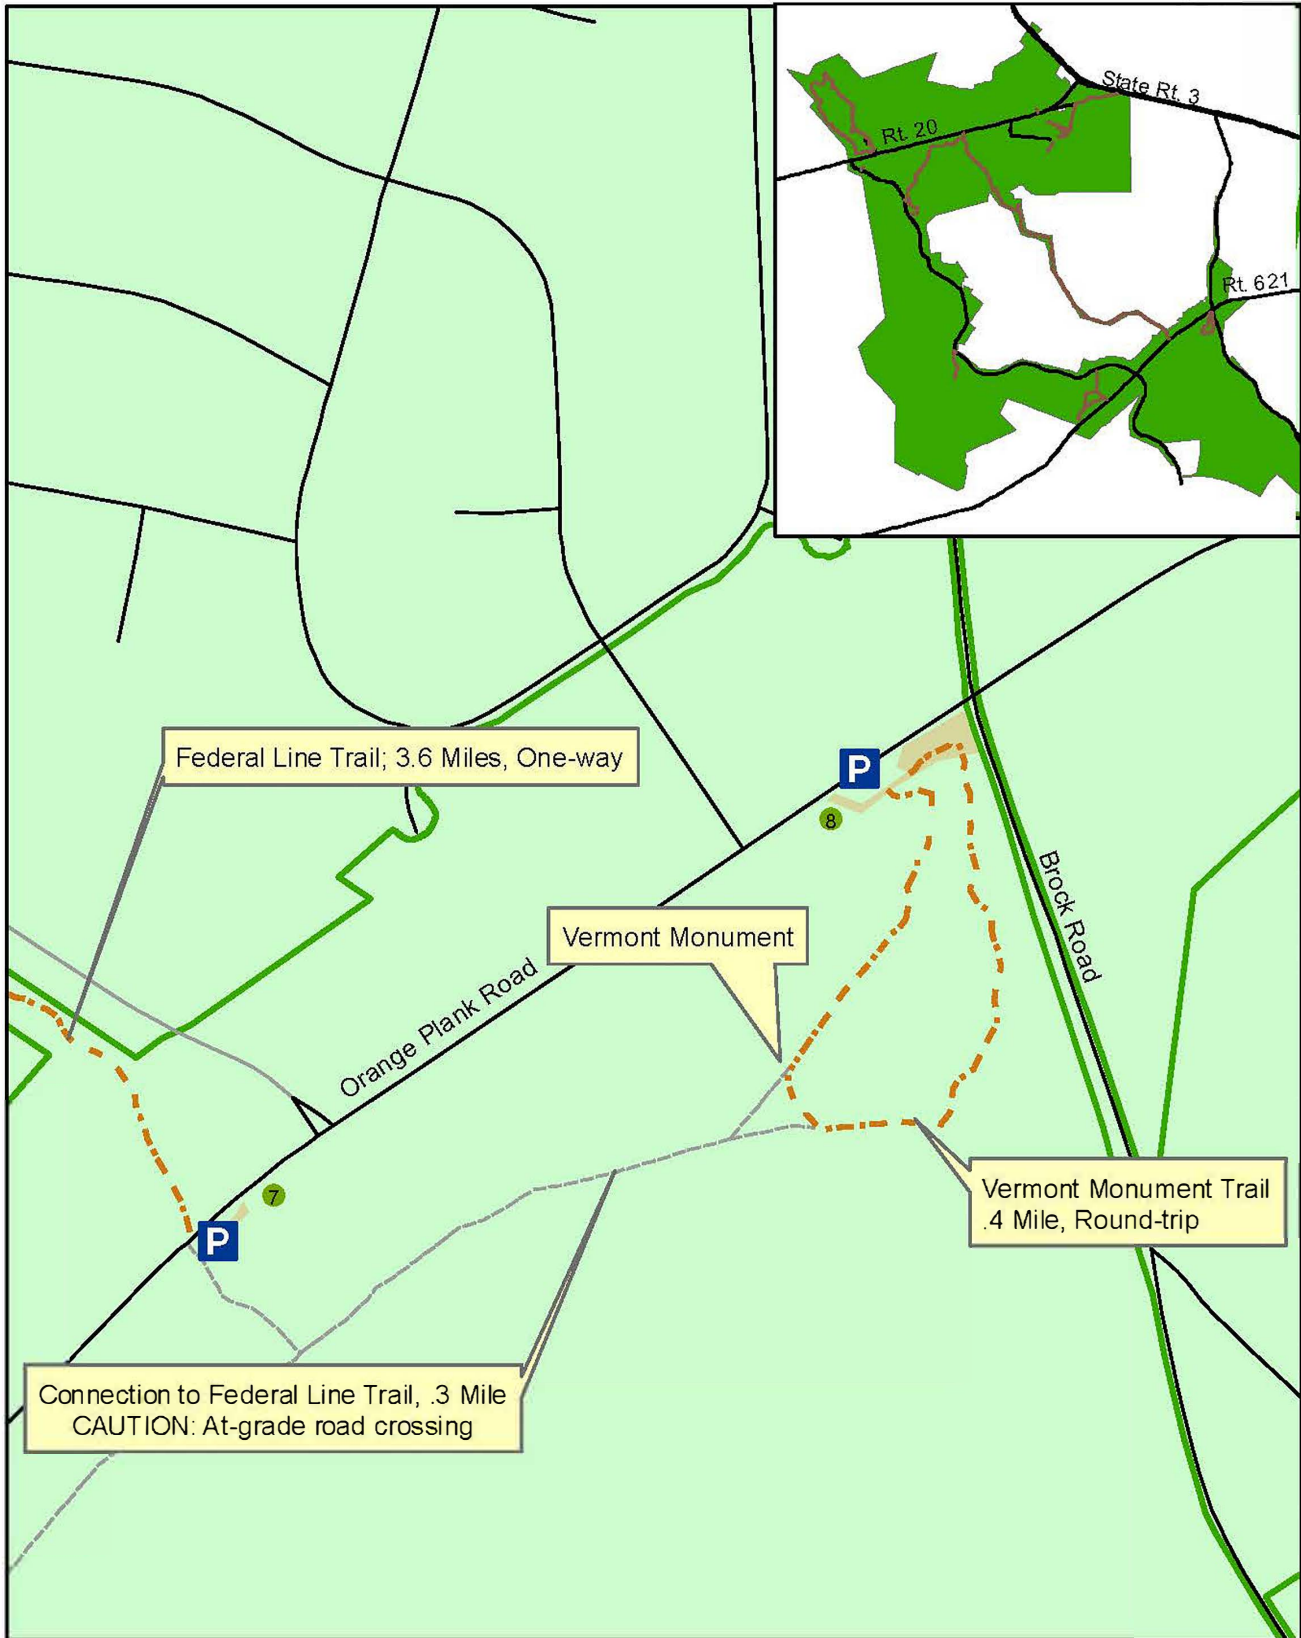 State Rt. 3
Rt. 20
Rt. 621
Federal Line Trail; 3.6 Miles, One-way
P
8
Brock Road
Vermont Monument
Orange Plank Road
7
P
Vermont Monument Trail
.4 Mile, Round-trip
Connection to Federal Line Trail, .3 Mile
CAUTION: At-grade road crossing